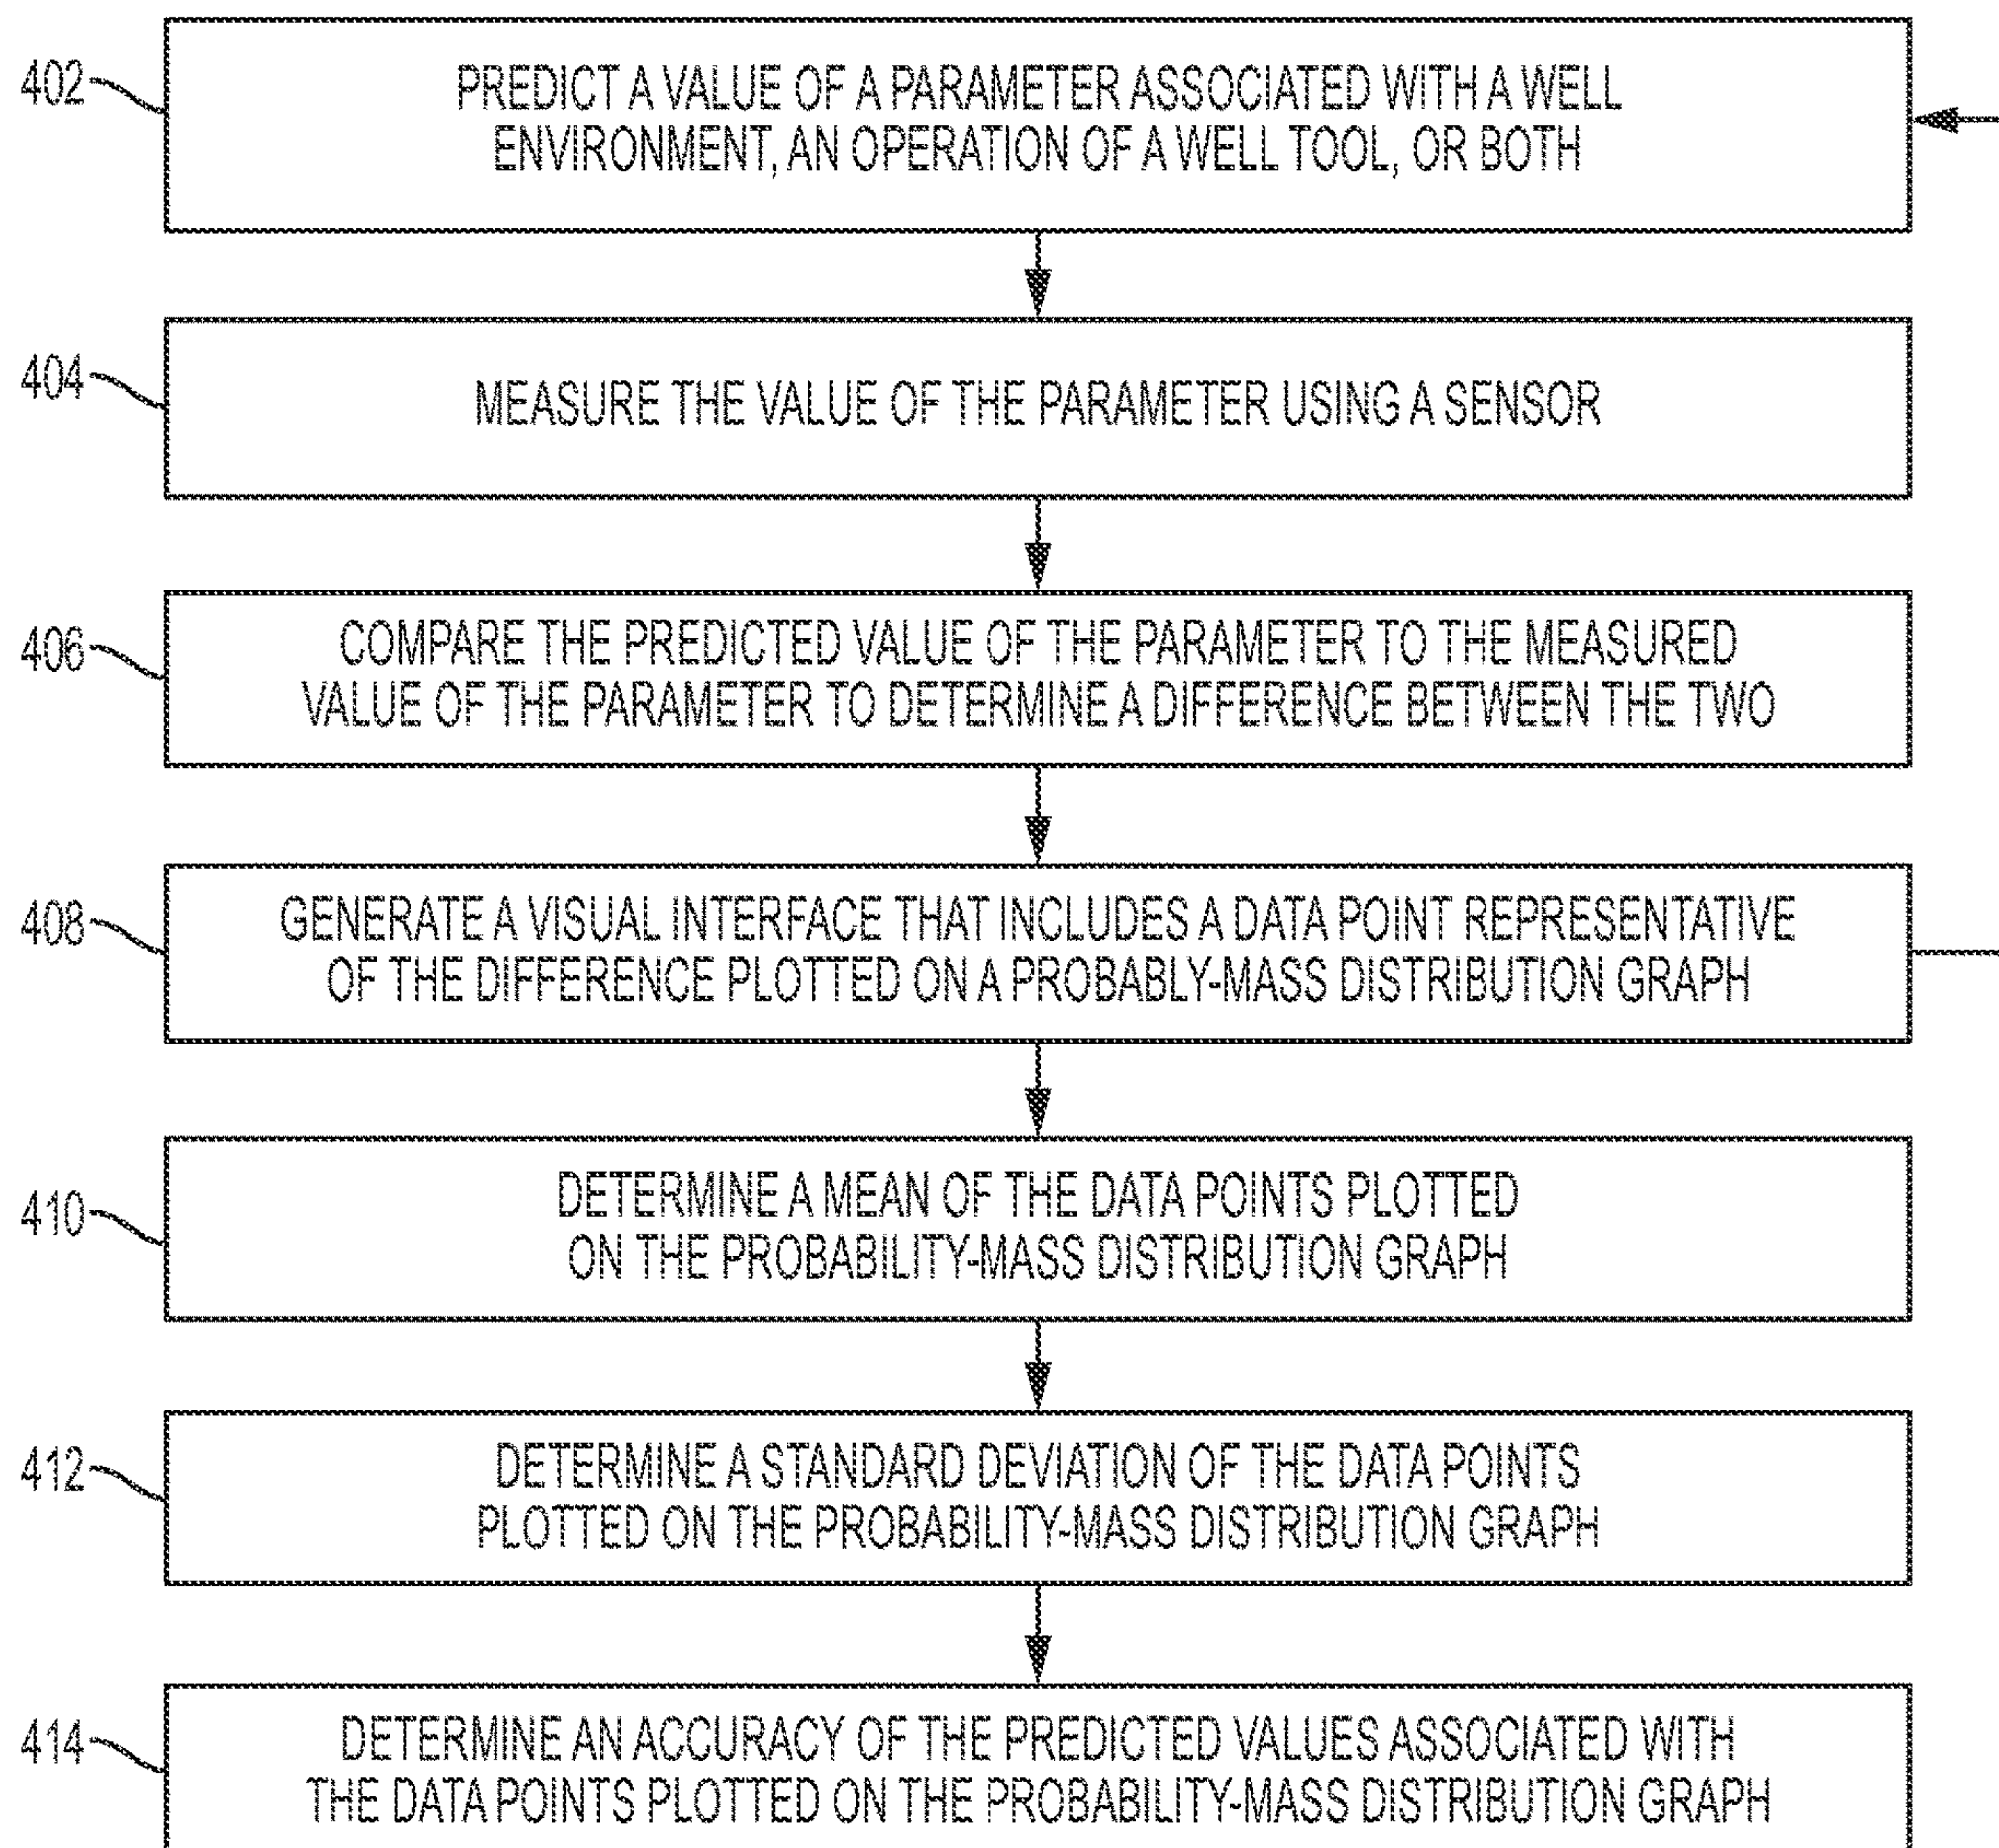 402
PREDICT A VALUE OF A PARAMETER ASSOCIATED WITH A WELL
ENVIRONMENT, AN OPERATION OF A WELL TOOL, OR BOTH
404
MEASURE THE VALUE OF THE PARAMETER USING A SENSOR
406
COMPARE THE PREDICTED VALUE OF THE PARAMETER TO THE MEASURED
VALUE OF THE PARAMETER TO DETERMINE A DIFFERENCE BETWEEN THE TWO
408
GENERATE A VISUAL INTERFACE THAT INCLUDES A DATA POINT REPRESENTATIVE
OF THE DIFFERENCE PLOTTED ON A PROBABLY-MASS DISTRIBUTION GRAPH
410
DETERMINE A MEAN OF THE DATA POINTS PLOTTED
ON THE PROBABILITY-MASS DISTRIBUTION GRAPH
412
DETERMINE A STANDARD DEVIATION OF THE DATA POINTS
PLOTTED ON THE PROBABILITY-MASS DISTRIBUTION GRAPH
414
DETERMINE AN ACCURACY OF THE PREDICTED VALUES ASSOCIATED WITH
THE DATA POINTS PLOTTED ON THE PROBABILITY-MASS DISTRIBUTION GRAPH